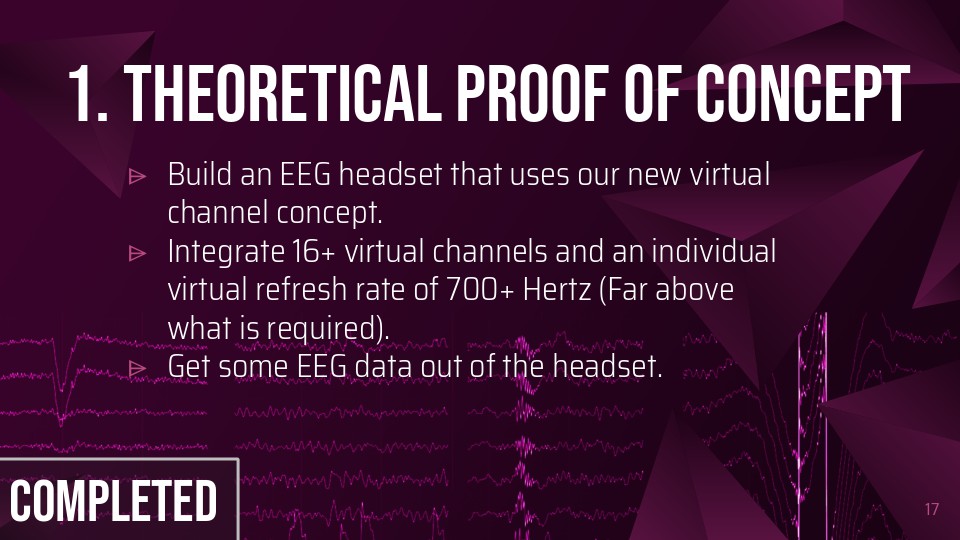 1. THEORETICAL PROOF OF CONCEPT
Build an EEG headset that uses our new virtual
channel concept.
Integrate 16+ virtual channels and an individual
virtual refresh rate of 700+ Hertz (Far above
what is required).
Get some EEG data out of the headset.
COMPLETED
17